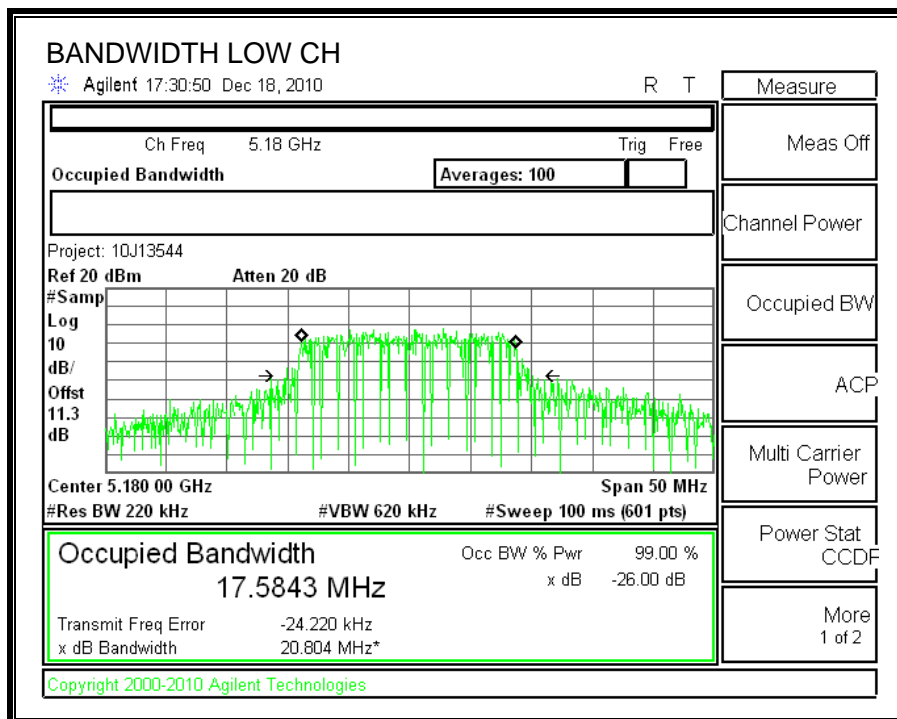 BANDWIDTH LOW CH
Agilent 17:30:50 Dec 18, 2010 R T
Measure
Ch Freq 5.18 GHz Trig Free
Meas Off
Occupied Bandwidth Averages: 100
Channel Power
Project: 10J13544
Ref 20 dBm Atten 20 dB
#Samp
Log
10
dB/
Offst
11.3
dB
Occupied BW
ACP
Multi Carrier
Power
Center 5.180 00 GHz Span 50 MHz
#Res BW 220 kHz #VBW 620 kHz #Sweep 100 ms (601 pts)
Power Stat
CCDF
Occupied Bandwidth Occ BW % Pwr 99.00 %
17.5843 MHz x dB -26.00 dB
Transmit Freq Error -24.220 kHz
x dB Bandwidth 20.804 MHz*
More
1 of 2
Copyright 2000-2010 Agilent Technologies